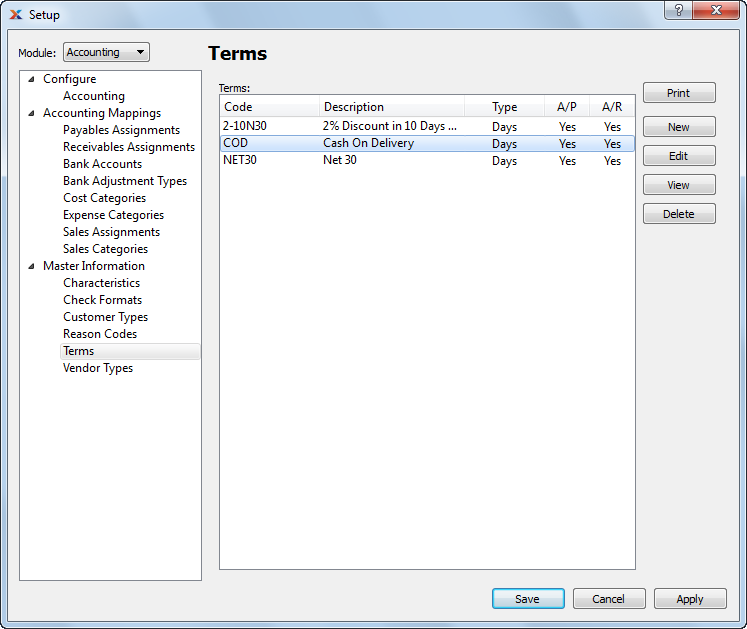 Setup
?
Module: Accounting
Terms
Configure
Accounting
Accounting Mappings
Payables Assignments
Receivables Assignments
Bank Accounts
Bank Adjustment Types
Cost Categories
Expense Categories
Sales Assignments
Sales Categories
Master Information
Characteristics
Check Formats
Customer Types
Reason Codes
Terms
Vendor Types
Terms:
Code Description Type A/P A/R
2-10N30 2% Discount in 10 Days ... Days Yes Yes
COD Cash On Delivery Days Yes Yes
NET30 Net 30 Days Yes Yes
Print
New
Edit
View
Delete
Save Cancel Apply